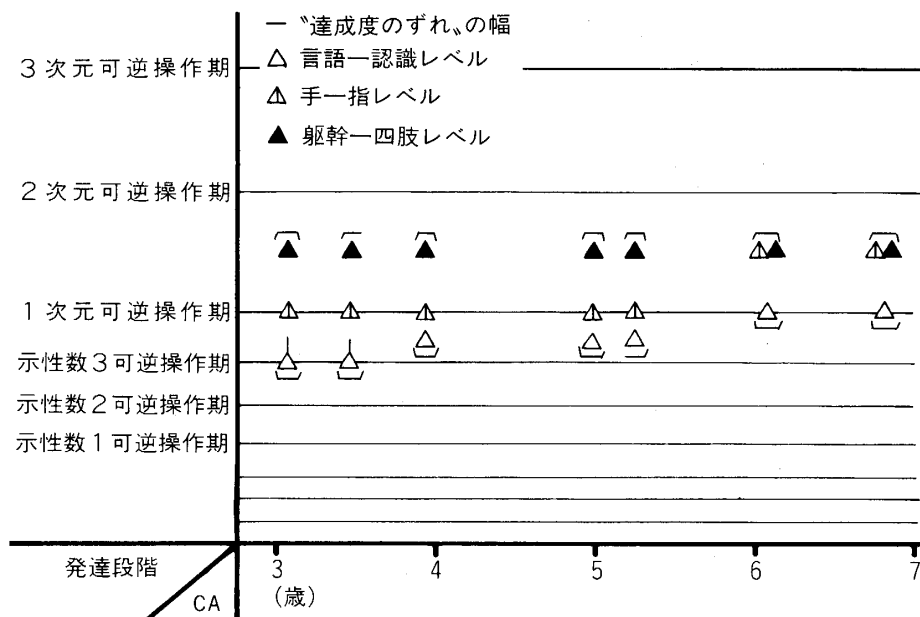 — 〝達成度のずれ〟の幅
△ 言語—認識レベル
手—指レベル
▲ 躯幹—四肢レベル
3次元可逆操作期
2次元可逆操作期
1次元可逆操作期
示性数3可逆操作期
示性数2可逆操作期
示性数1可逆操作期
発達段階
CA
3 4 5 6 7
(歳)